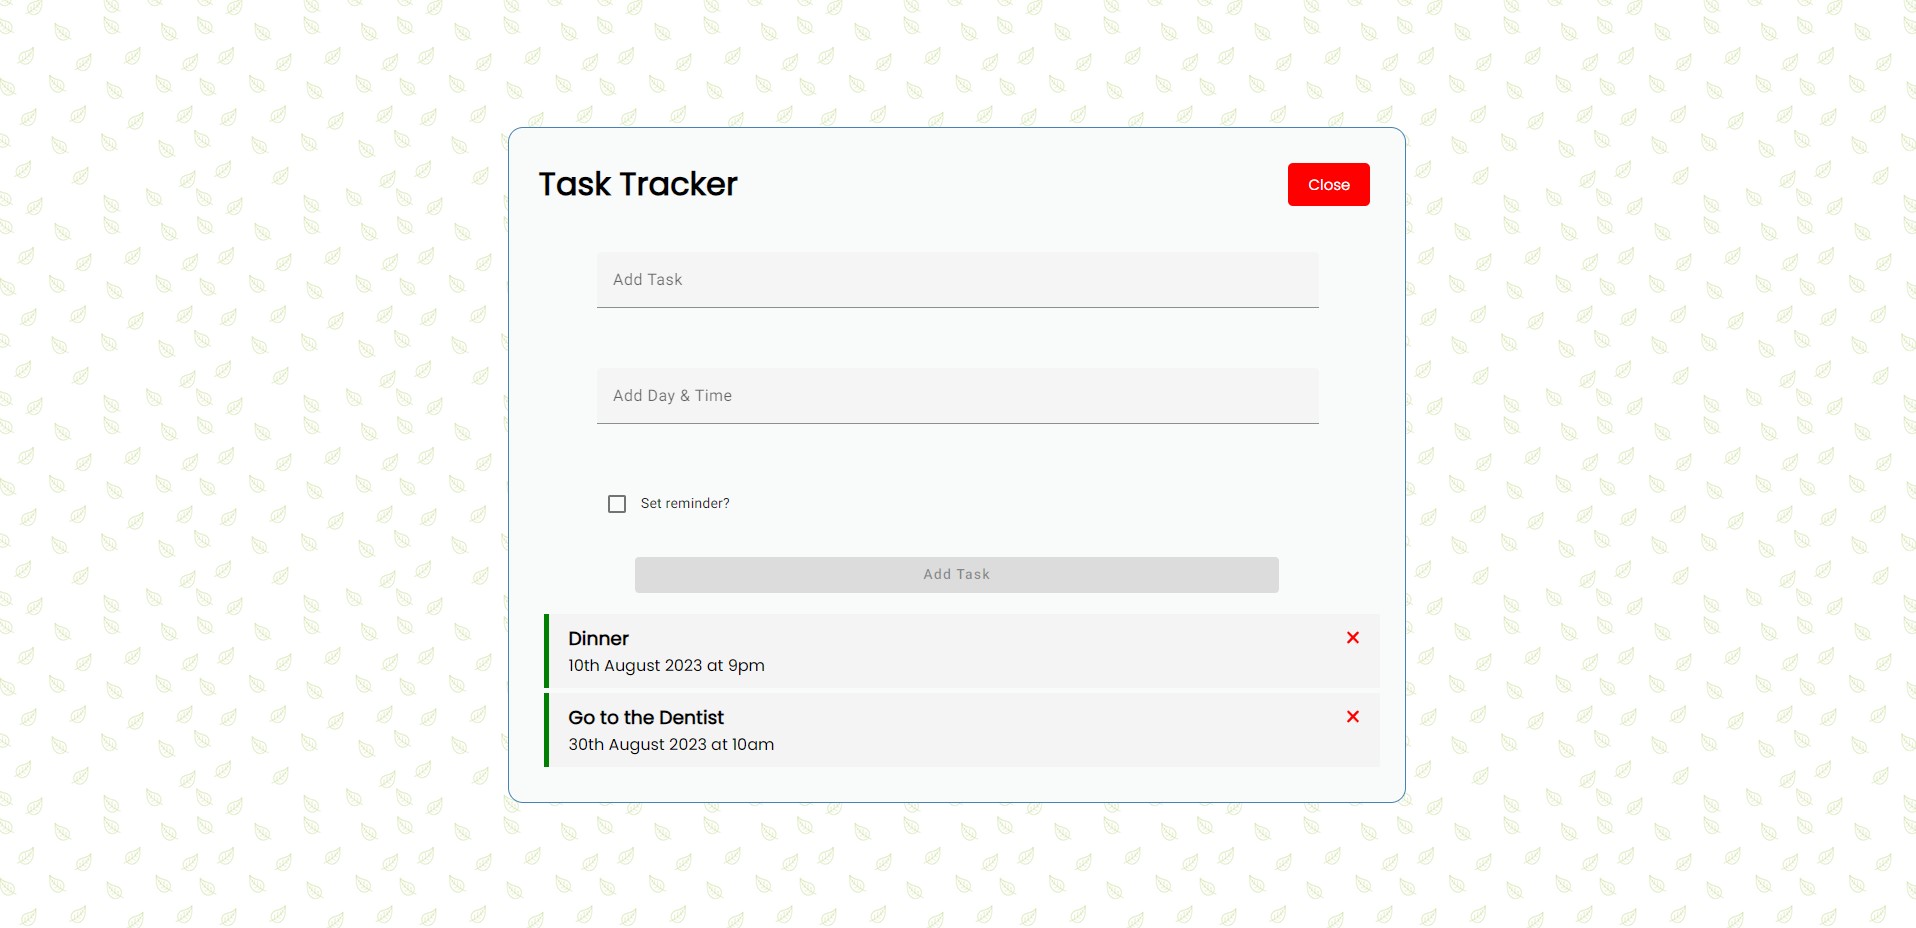 Task Tracker
Close
Add Task
Add Day & Time
Set reminder?
Add Task
Dinner
10th August 2023 at 9pm
Go to the Dentist
30th August 2023 at 10am